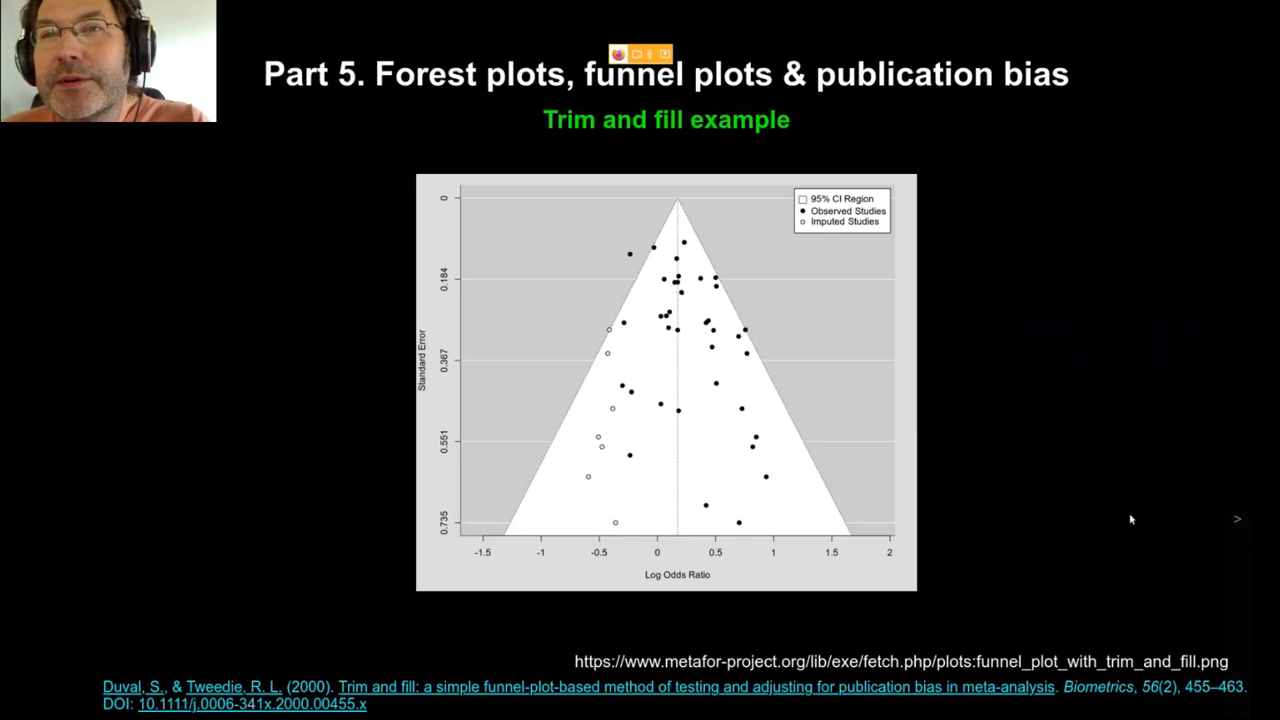 Part 5. Forest plots, funnel plots & publication bias
Trim and fill example
95% CI Region
Observed Studies
Imputed Studies
0
0.184
0.367
0.551
0.735
Standard Error
-1.5 -1 -0.5 0 0.5 1 1.5 2
Log Odds Ratio
>
https://www.metafor-project.org/lib/exe/fetch.php/plots:funnel_plot_with_trim_and_fill.png
Duval, S., & Tweedie, R. L. (2000). Trim and fill: a simple funnel-plot-based method of testing and adjusting for publication bias in meta-analysis. Biometrics, 56(2), 455–463.
DOI: 10.1111/j.0006-341x.2000.00455.x